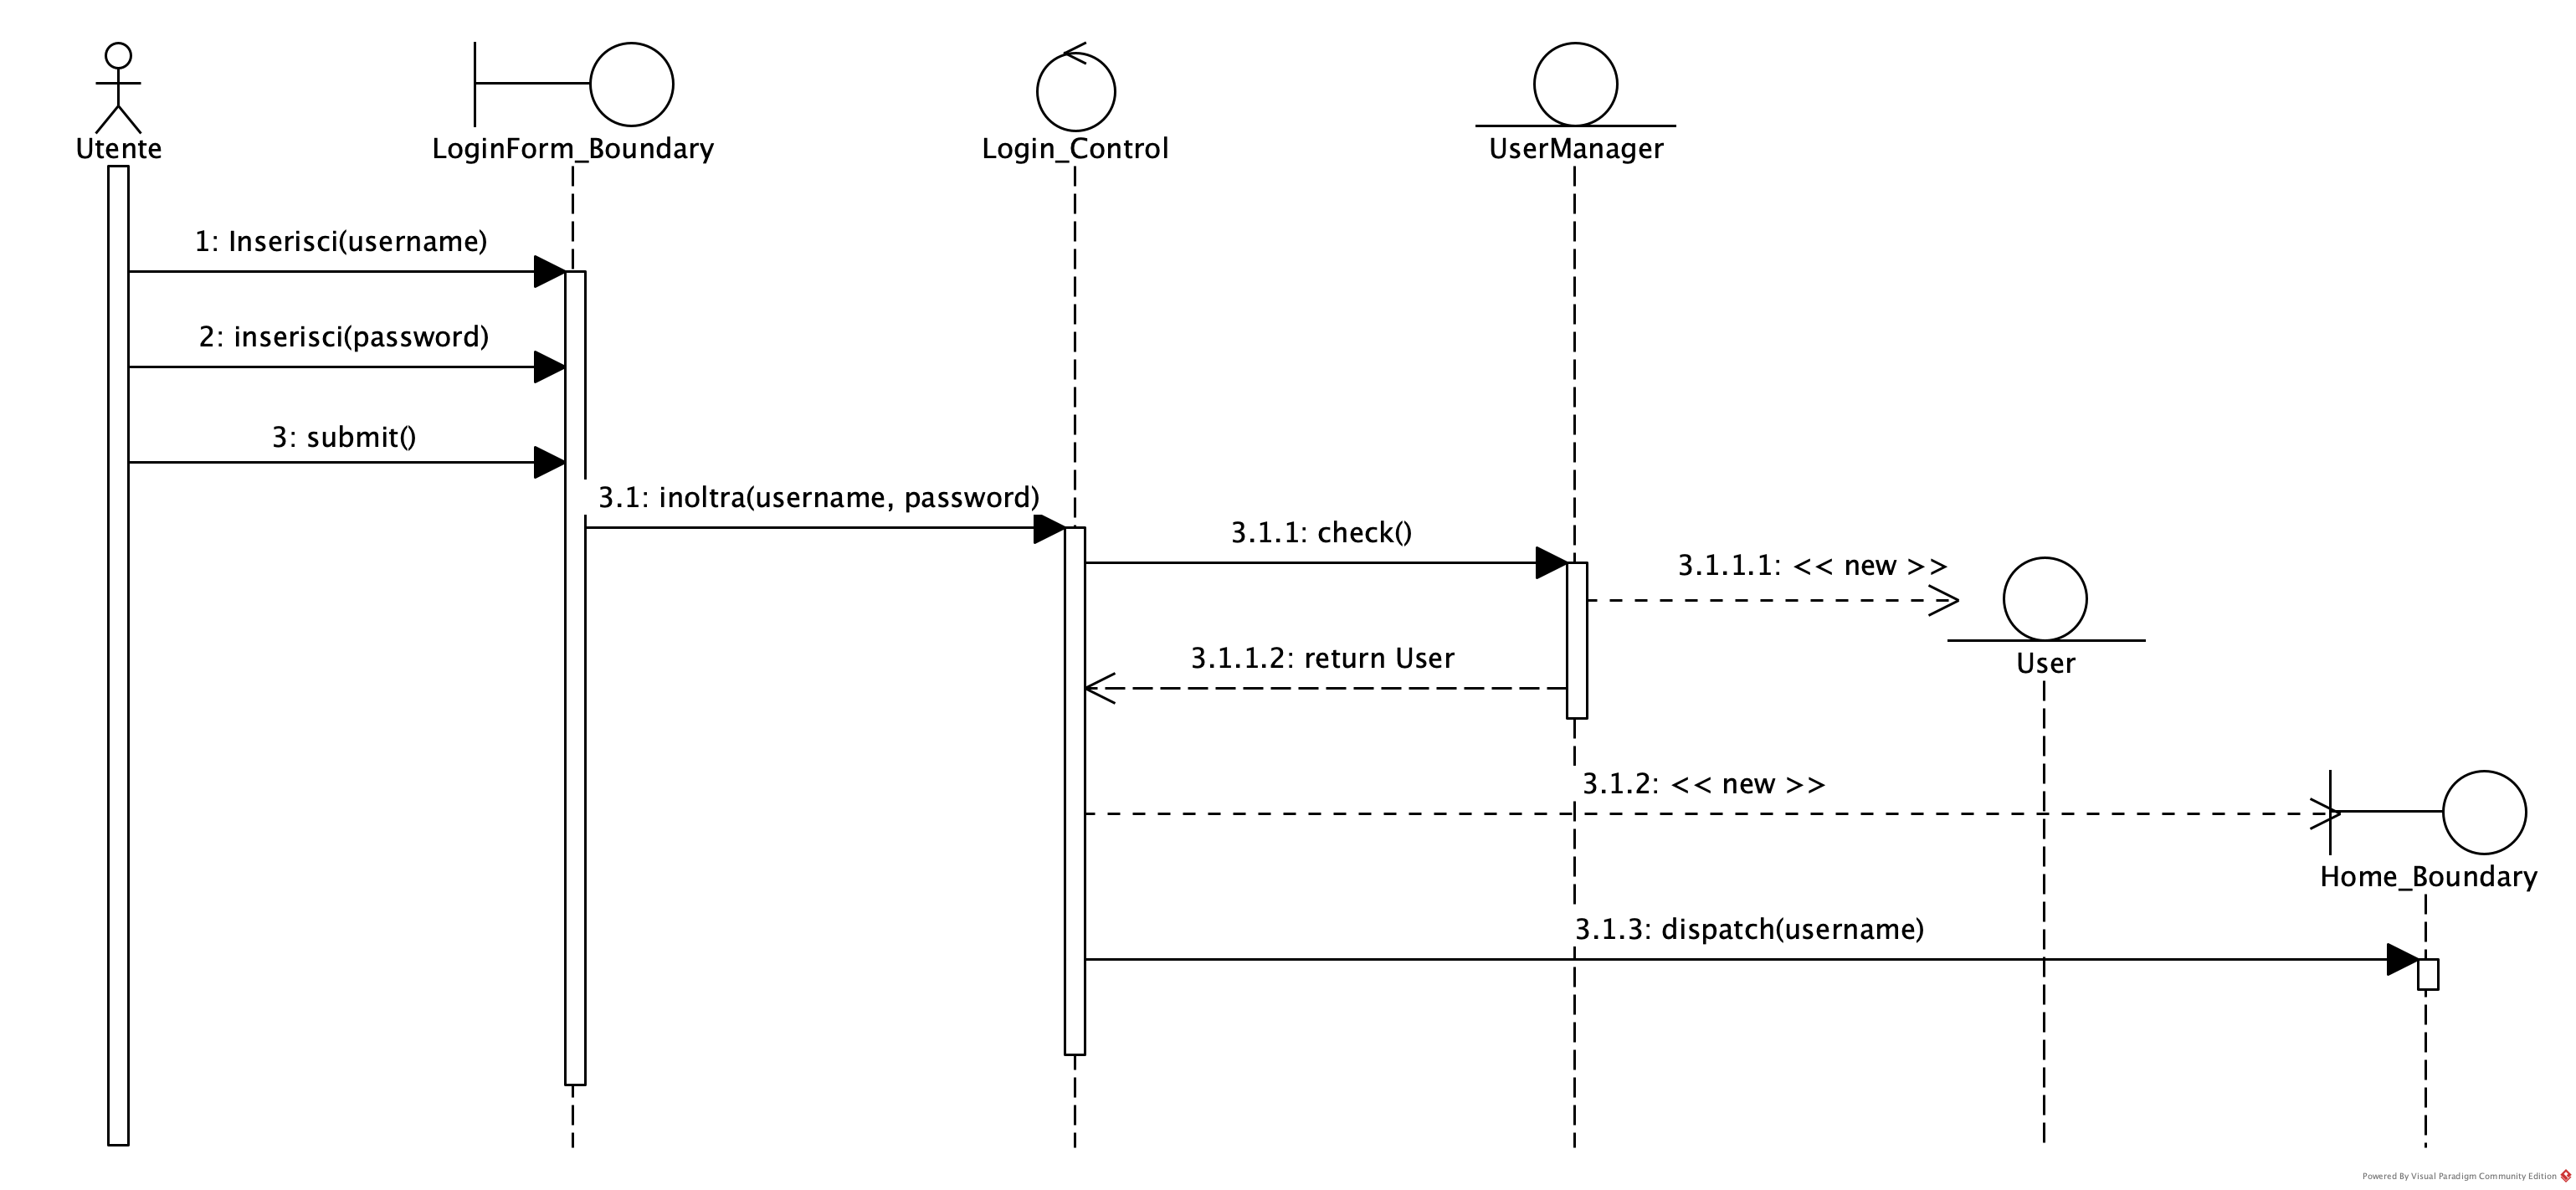 Utente
LoginForm_Boundary
Login_Control
UserManager
1: Inserisci(username)
2: inserisci(password)
3: submit()
3.1: inoltra(username, password)
3.1.1: check()
3.1.1.1: << new >>
User
3.1.1.2: return User
3.1.2: << new >>
Home_Boundary
3.1.3: dispatch(username)
Powered By Visual Paradigm Community Edition